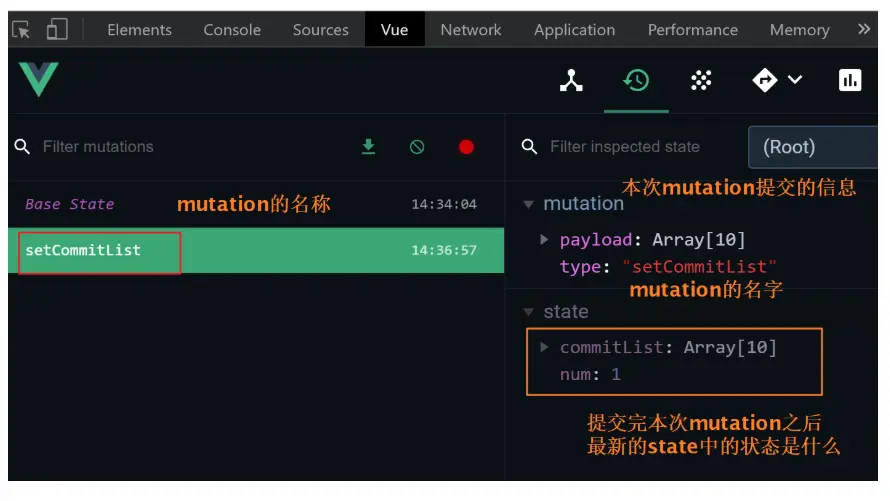 Elements Console Sources Vue Network Application Performance Memory »
Filter mutations
Filter inspected state (Root)
Base State mutation的名称 14:34:04
setCommitList 14:36:57
本次mutation提交的信息
mutation
payload: Array[10]
type: "setCommitList"
mutation的名字
state
commitList: Array[10]
num: 1
提交完本次mutation之后
最新的state中的状态是什么